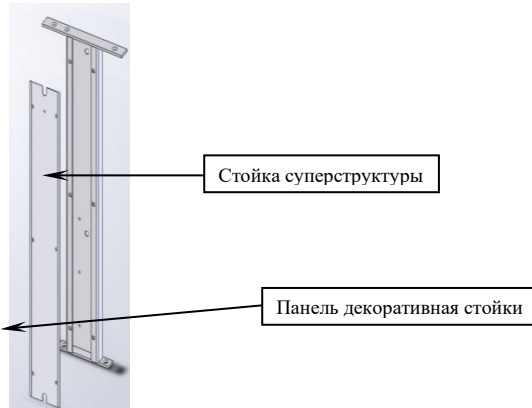 Стойка суперструктуры
Панель декоративная стойки